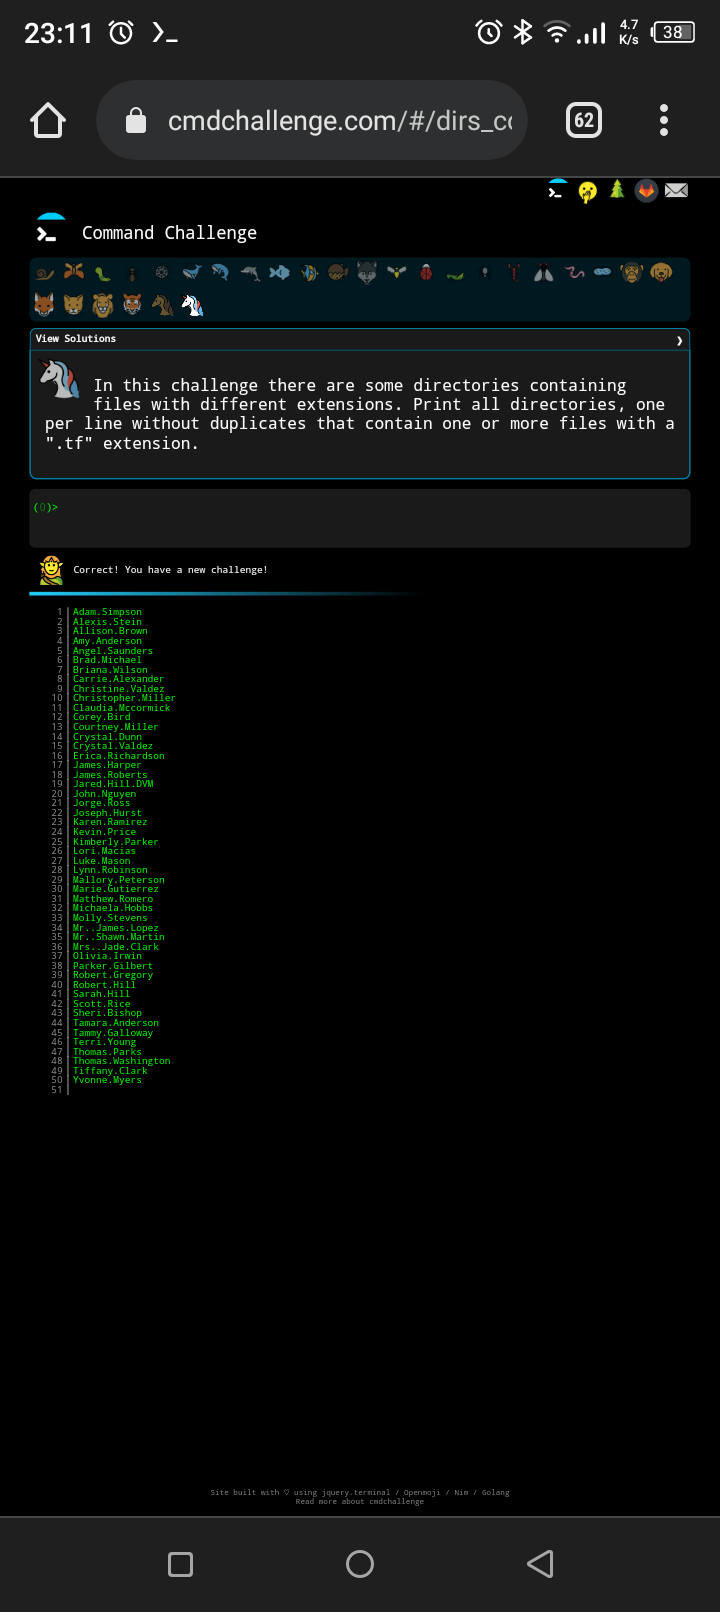 23:11
4.7
K/s
38
cmdchallenge.com/#/dirs_co
62
Command Challenge
View Solutions
In this challenge there are some directories containing
files with different extensions. Print all directories, one
per line without duplicates that contain one or more files with a
".tf" extension.
(0)>
Correct! You have a new challenge!
1 Adam.Simpson
2 Alexis.Stein
3 Allison.Brown
4 Amy.Anderson
5 Angel.Saunders
6 Brad.Michael
7 Briana.Wilson
8 Carrie.Alexander
9 Christine.Valdez
10 Christopher.Miller
11 Claudia.Mccormick
12 Corey.Bird
13 Courtney.Miller
14 Crystal.Dunn
15 Crystal.Valdez
16 Erica.Richardson
17 James.Harper
18 James.Roberts
19 Jared.Hill.DVM
20 John.Nguyen
21 Jorge.Ross
22 Joseph.Hurst
23 Karen.Ramirez
24 Kevin.Price
25 Kimberly.Parker
26 Lori.Macias
27 Luke.Mason
28 Lynn.Robinson
29 Mallory.Peterson
30 Marie.Gutierrez
31 Matthew.Romero
32 Michaela.Hobbs
33 Molly.Stevens
34 Mr..James.Lopez
35 Mr..Shawn.Martin
36 Mrs..Jade.Clark
37 Olivia.Irwin
38 Parker.Gilbert
39 Robert.Gregory
40 Robert.Hill
41 Sarah.Hill
42 Scott.Rice
43 Sheri.Bishop
44 Tamara.Anderson
45 Tammy.Galloway
46 Terri.Young
47 Thomas.Parks
48 Thomas.Washington
49 Tiffany.Clark
50 Yvonne.Myers
51
Site built with ♡ using jquery.terminal / Openmoji / Nim / Golang
Read more about cmdchallenge